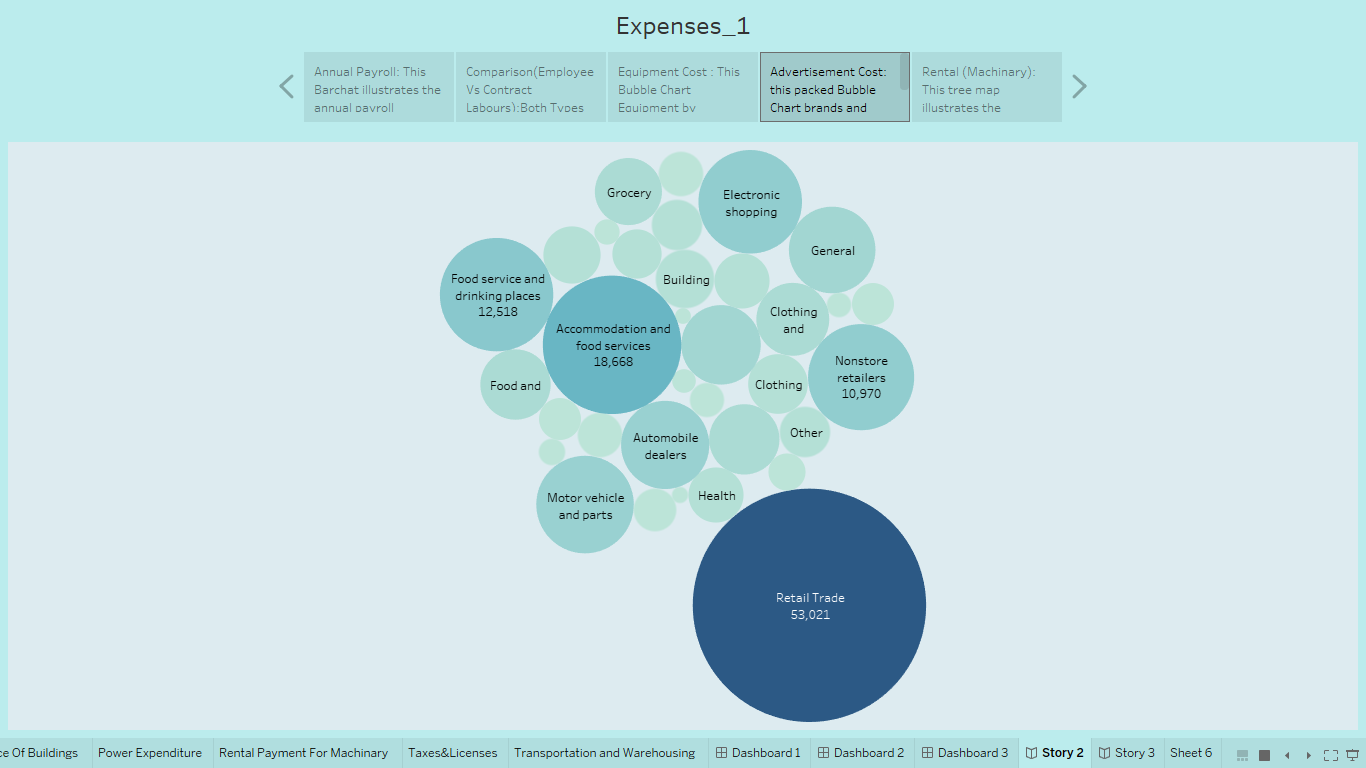 Expenses_1
Annual Payroll: This
Barchat illustrates the
annual payroll
Comparison(Employee
Vs Contract
Labours):Both Types
Equipment Cost : This
Bubble Chart
Equipment by
Advertisement Cost:
this packed Bubble
Chart brands and
Rental (Machinery):
This tree map
illustrates the
Grocery
Electronic
shopping
General
Food service and
drinking places
12,518
Building
Clothing
and
Accommodation and
food services
18,668
Nonstore
retailers
10,970
Food and
Clothing
Automobile
dealers
Other
Motor vehicle
and parts
Health
Retail Trade
53,021
ce Of Buildings
Power Expenditure
Rental Payment For Machinary
Taxes&Licenses
Transportation and Warehousing
Dashboard 1
Dashboard 2
Dashboard 3
Story 2
Story 3
Sheet 6